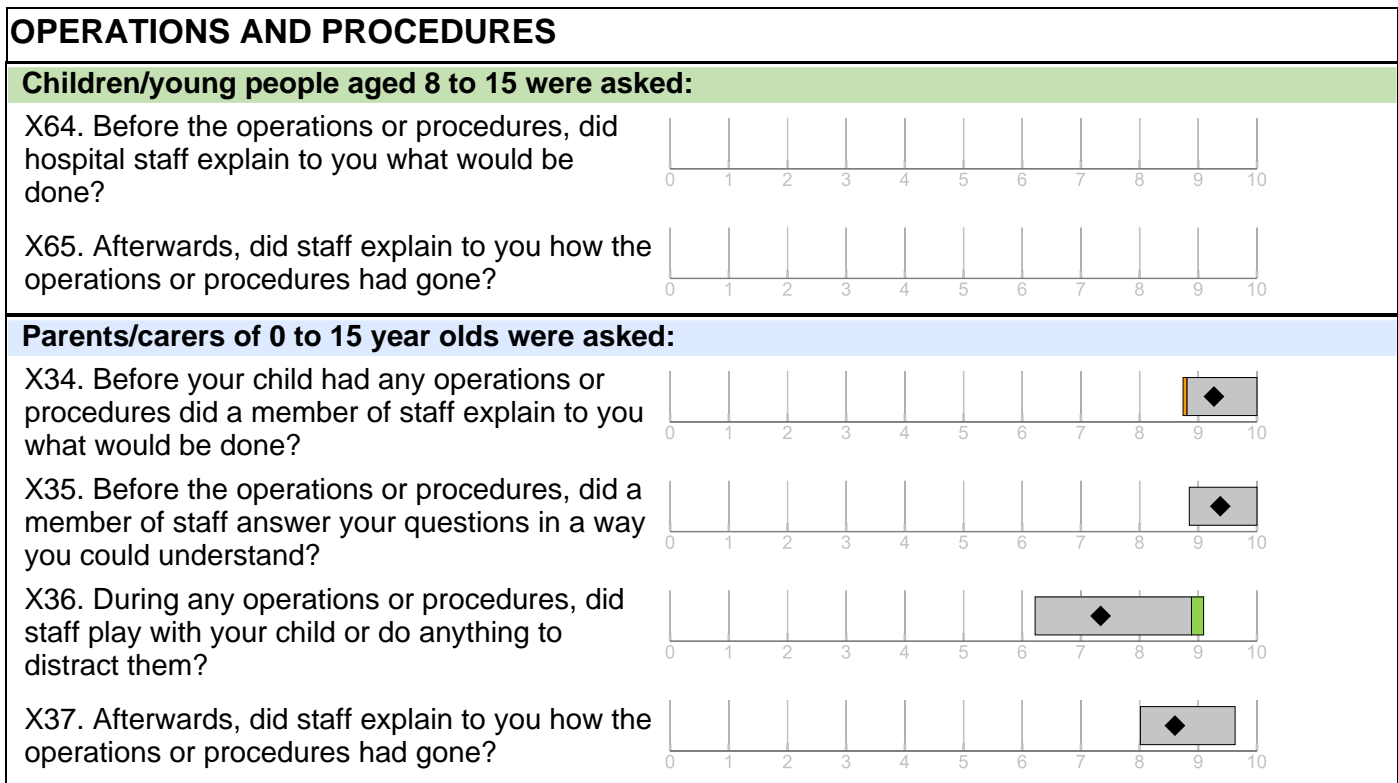 OPERATIONS AND PROCEDURES
Children/young people aged 8 to 15 were asked:
X64. Before the operations or procedures, did
hospital staff explain to you what would be
done?
0 1 2 3 4 5 6 7 8 9 10
X65. Afterwards, did staff explain to you how the
operations or procedures had gone?
0 1 2 3 4 5 6 7 8 9 10
Parents/carers of 0 to 15 year olds were asked:
X34. Before your child had any operations or
procedures did a member of staff explain to you
what would be done?
0 1 2 3 4 5 6 7 8 9 10
X35. Before the operations or procedures, did a
member of staff answer your questions in a way
you could understand?
0 1 2 3 4 5 6 7 8 9 10
X36. During any operations or procedures, did
staff play with your child or do anything to
distract them?
0 1 2 3 4 5 6 7 8 9 10
X37. Afterwards, did staff explain to you how the
operations or procedures had gone?
0 1 2 3 4 5 6 7 8 9 10